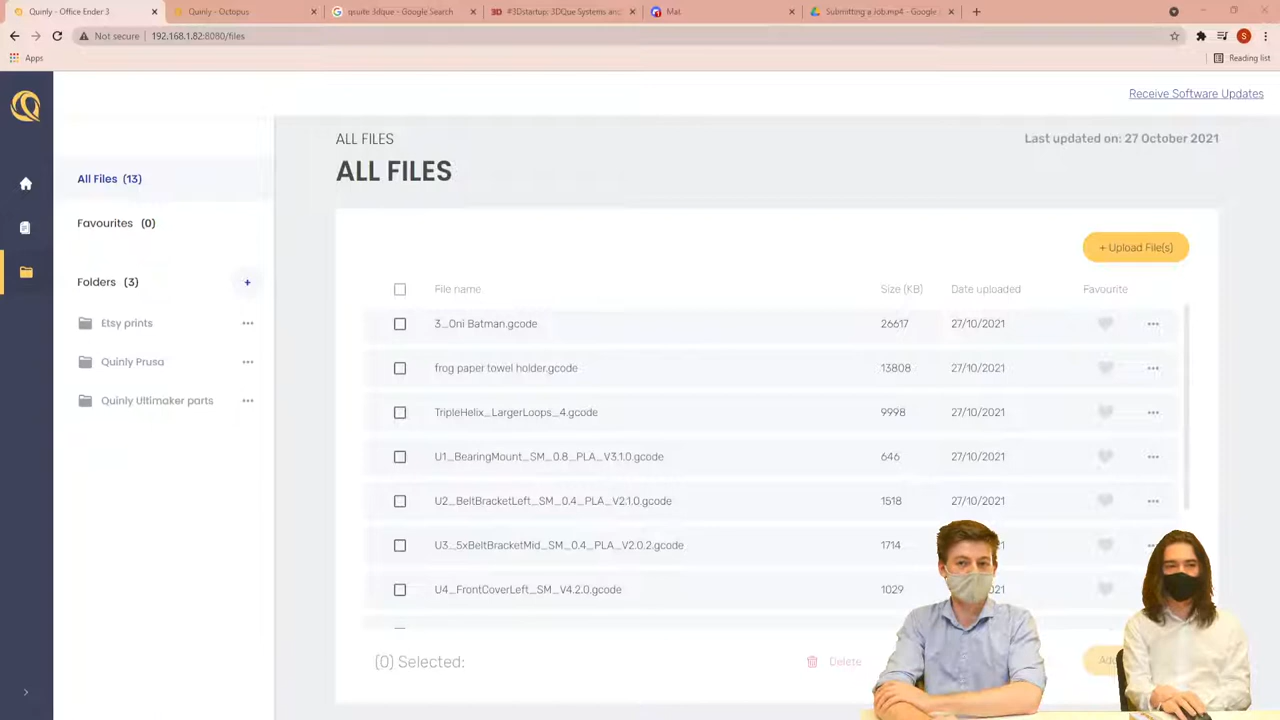 Quinly - Office Ender 3
Quinly - Octopus
qsuite 3dque - Google Search
#3Dstartup: 3DQue Systems an
Mat
Submitting a Job.mp4 - Google
Not secure | 192.168.1.82:8080/files
S
Apps
Reading list
Receive Software Updates
ALL FILES
Last updated on: 27 October 2021
ALL FILES
All Files (13)
Favourites (0)
Folders (3)
+
Etsy prints
Quinly Prusa
Quinly Ultimaker parts
+ Upload File(s)
File name Size (KB) Date uploaded Favourite
3_Oni Batman.gcode 26617 27/10/2021
frog paper towel holder.gcode 13808 27/10/2021
TripleHelix_LargerLoops_4.gcode 9998 27/10/2021
U1_BearingMount_SM_0.8_PLA_V3.1.0.gcode 646 27/10/2021
U2_BeltBracketLeft_SM_0.4_PLA_V2.1.0.gcode 1518 27/10/2021
U3_5xBeltBracketMid_SM_0.4_PLA_V2.0.2.gcode 1714
U4_FrontCoverLeft_SM_V4.2.0.gcode 1029
(0) Selected:
Delete